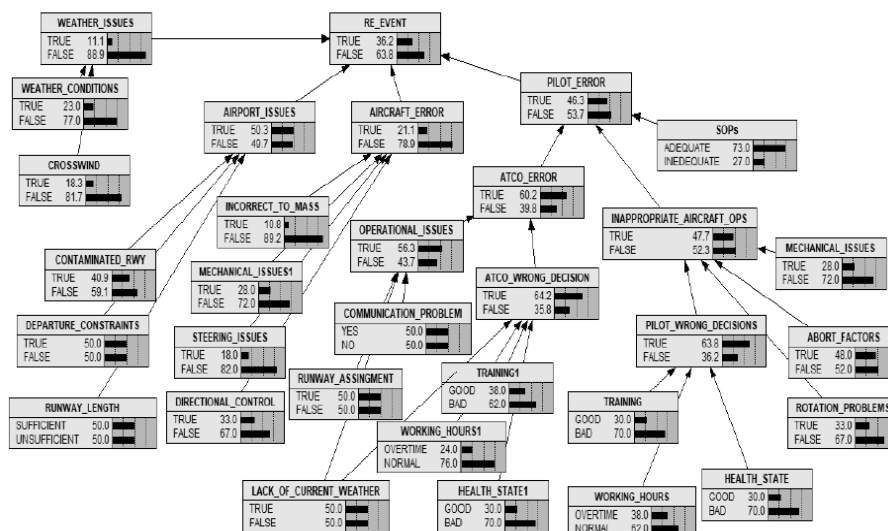 WEATHER_ISSUES
TRUE 11.1
FALSE 88.9
RE_EVENT
TRUE 36.2
FALSE 63.8
WEATHER_CONDITIONS
TRUE 23.0
FALSE 77.0
AIRPORT_ISSUES
TRUE 50.3
FALSE 49.7
AIRCRAFT_ERROR
TRUE 21.1
FALSE 78.9
PILOT_ERROR
TRUE 46.3
FALSE 53.7
SOPs
ADEQUATE 73.0
INEDEQUATE 27.0
CROSSWIND
TRUE 18.3
FALSE 81.7
INCORRECT_TO_MASS
TRUE 10.8
FALSE 89.2
ATCO_ERROR
TRUE 60.2
FALSE 39.8
OPERATIONAL_ISSUES
TRUE 56.3
FALSE 43.7
INAPPROPRIATE_AIRCRAFT_OPS
TRUE 47.7
FALSE 52.3
MECHANICAL_ISSUES
TRUE 28.0
FALSE 72.0
CONTAMINATED_RWY
TRUE 40.9
FALSE 59.1
MECHANICAL_ISSUES1
TRUE 28.0
FALSE 72.0
ATCO_WRONG_DECISION
TRUE 64.2
FALSE 35.8
COMMUNICATION_PROBLEM
YES 50.0
NO 50.0
DEPARTURE_CONSTRAINTS
TRUE 50.0
FALSE 50.0
STEERING_ISSUES
TRUE 18.0
FALSE 82.0
PILOT_WRONG_DECISIONS
TRUE 63.8
FALSE 36.2
ABORT_FACTORS
TRUE 48.0
FALSE 52.0
RUNWAY_ASSINGMENT
TRUE 50.0
FALSE 50.0
TRAINING1
GOOD 38.0
BAD 62.0
RUNWAY_LENGTH
SUFFICIENT 50.0
UNSUFFICIENT 50.0
DIRECTIONAL_CONTROL
TRUE 33.0
FALSE 67.0
TRAINING
GOOD 30.0
BAD 70.0
ROTATION_PROBLEMS
TRUE 33.0
FALSE 67.0
WORKING_HOURS1
OVERTIME 24.0
NORMAL 76.0
LACK_OF_CURRENT_WEATHER
TRUE 50.0
FALSE 50.0
HEALTH_STATE1
GOOD 30.0
BAD 70.0
WORKING_HOURS
OVERTIME 38.0
NORMAL 62.0
HEALTH_STATE
GOOD 30.0
BAD 70.0